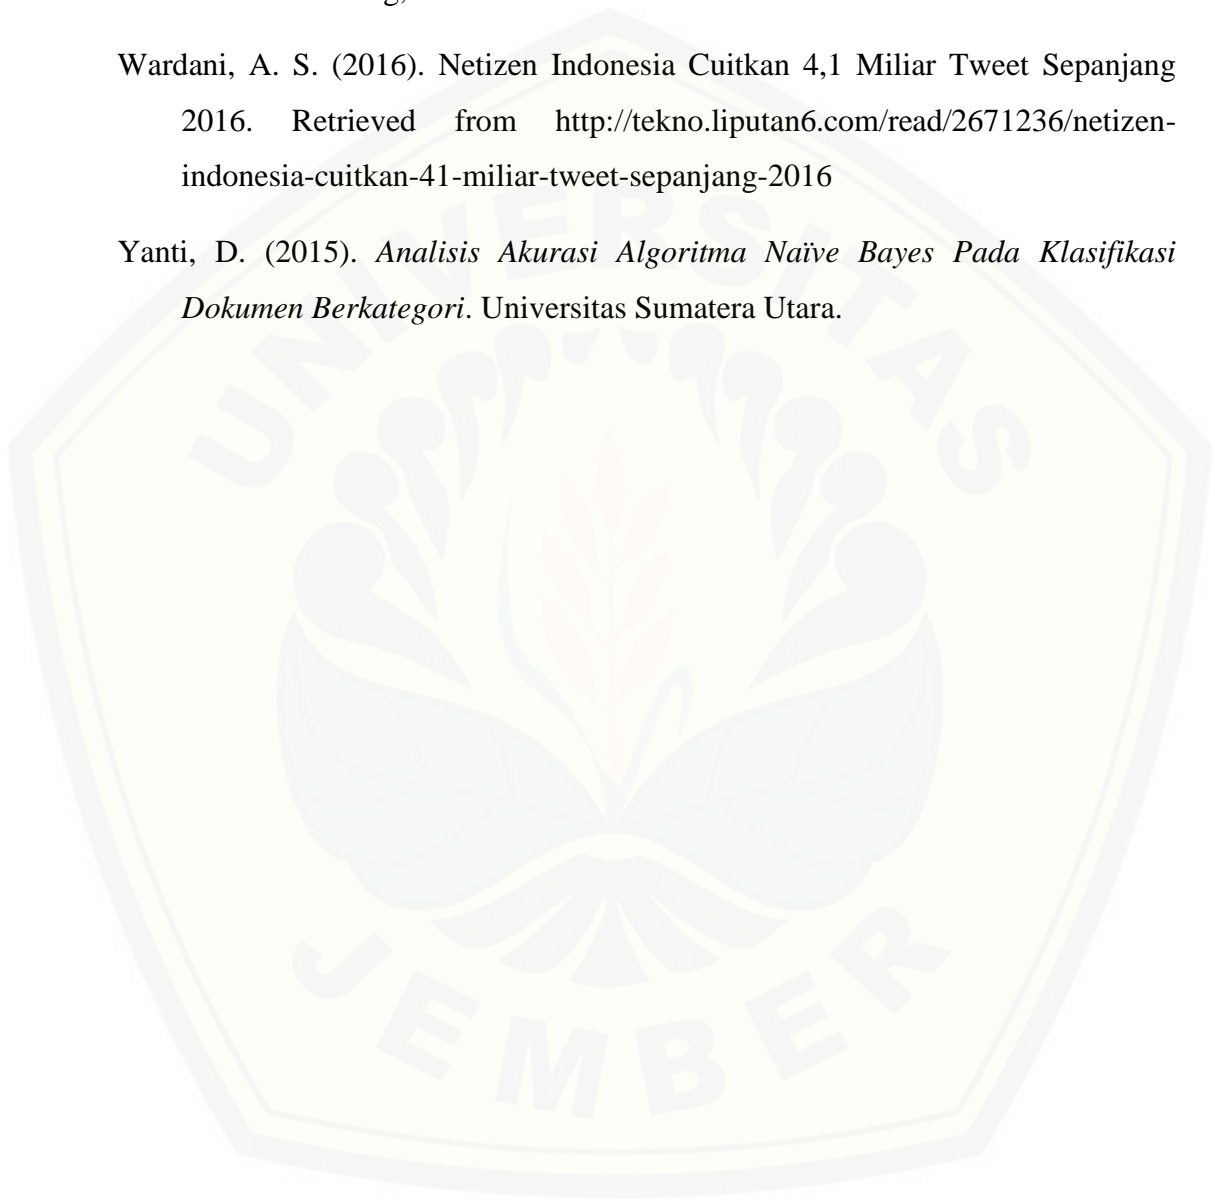 Wardani, A. S. (2016). Netizen Indonesia Cuitkan 4,1 Miliar Tweet Sepanjang
2016. Retrieved from http://tekno.liputan6.com/read/2671236/netizen-
indonesia-cuitkan-41-miliar-tweet-sepanjang-2016
Yanti, D. (2015). Analisis Akurasi Algoritma Naïve Bayes Pada Klasifikasi
Dokumen Berkategori. Universitas Sumatera Utara.
UNIVERSITAS
JEMBER